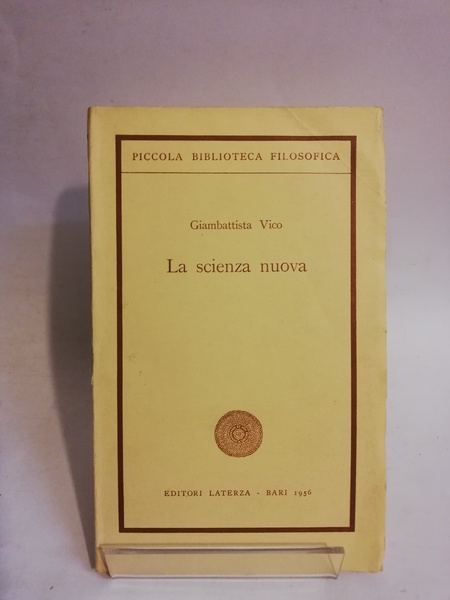 PICCOLA BIBLIOTECA FILOSOFICA
Giambattista Vico
La scienza nuova
EDITORI LATERZA - BARI 1956